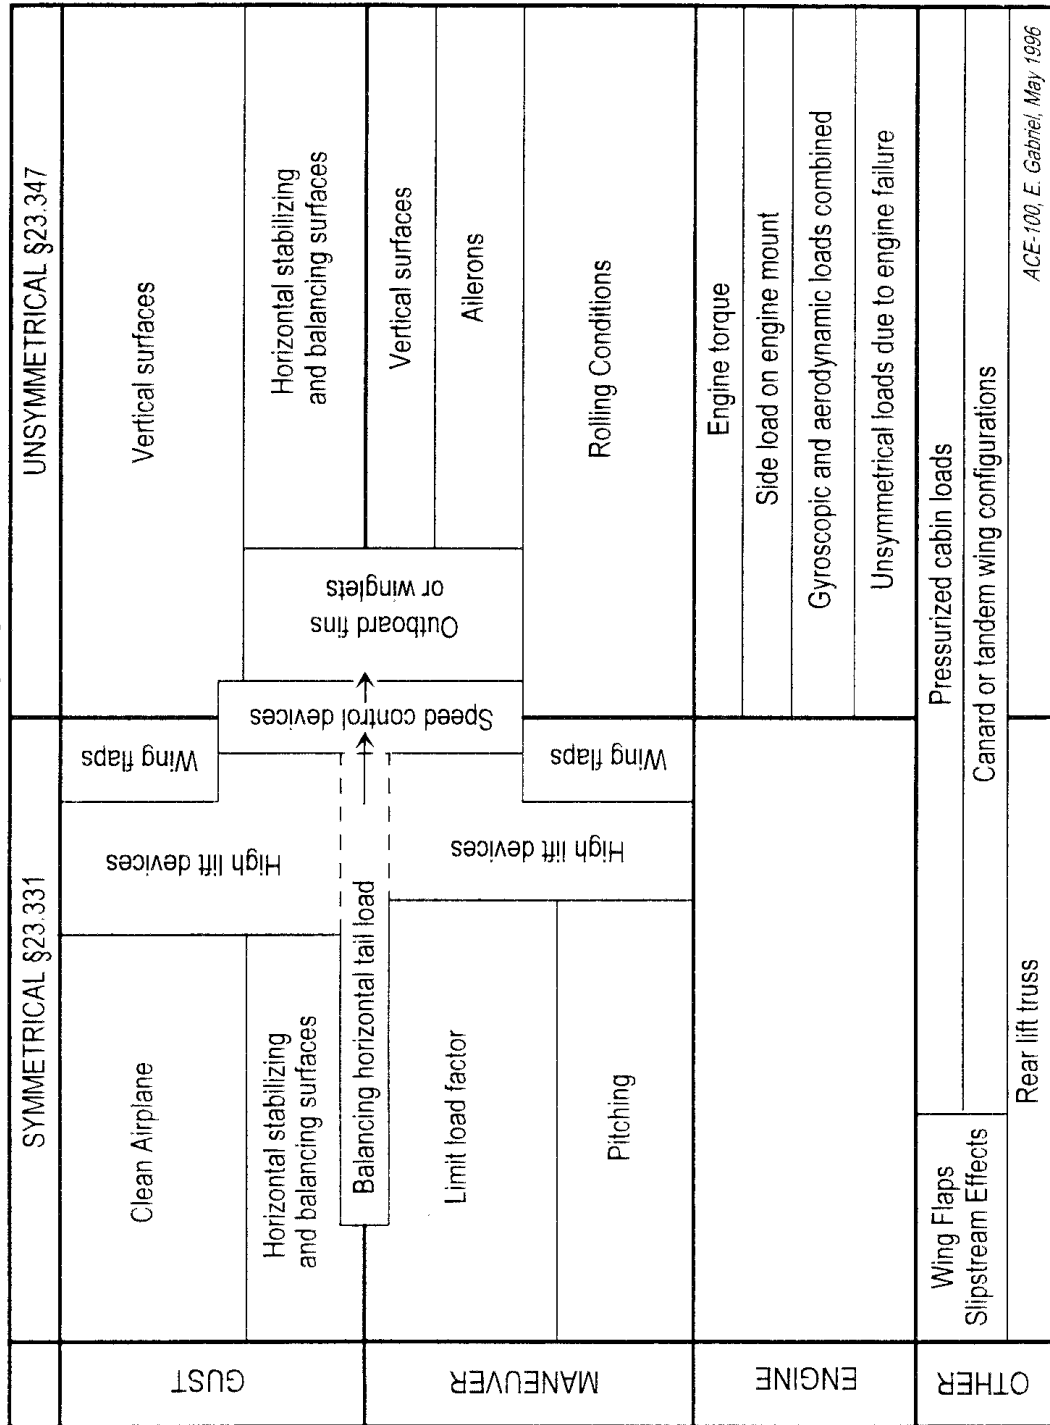 SYMMETRICAL §23.331
UNSYMMETRICAL §23.347
GUST
Clean Airplane
High lift devices
Wing flaps
Vertical surfaces
Horizontal stabilizing
and balancing surfaces
Horizontal stabilizing
and balancing surfaces
Balancing horizontal tail load
Speed control devices
Outboard fins
or winglets
MANEUVER
Limit load factor
High lift devices
Vertical surfaces
Ailerons
Pitching
Wing flaps
Rolling Conditions
ENGINE
Engine torque
Side load on engine mount
Gyroscopic and aerodynamic loads combined
Unsymmetrical loads due to engine failure
OTHER
Wing Flaps
Slipstream Effects
Pressurized cabin loads
Canard or tandem wing configurations
Rear lift truss
ACE-100, E. Gabriel, May 1996